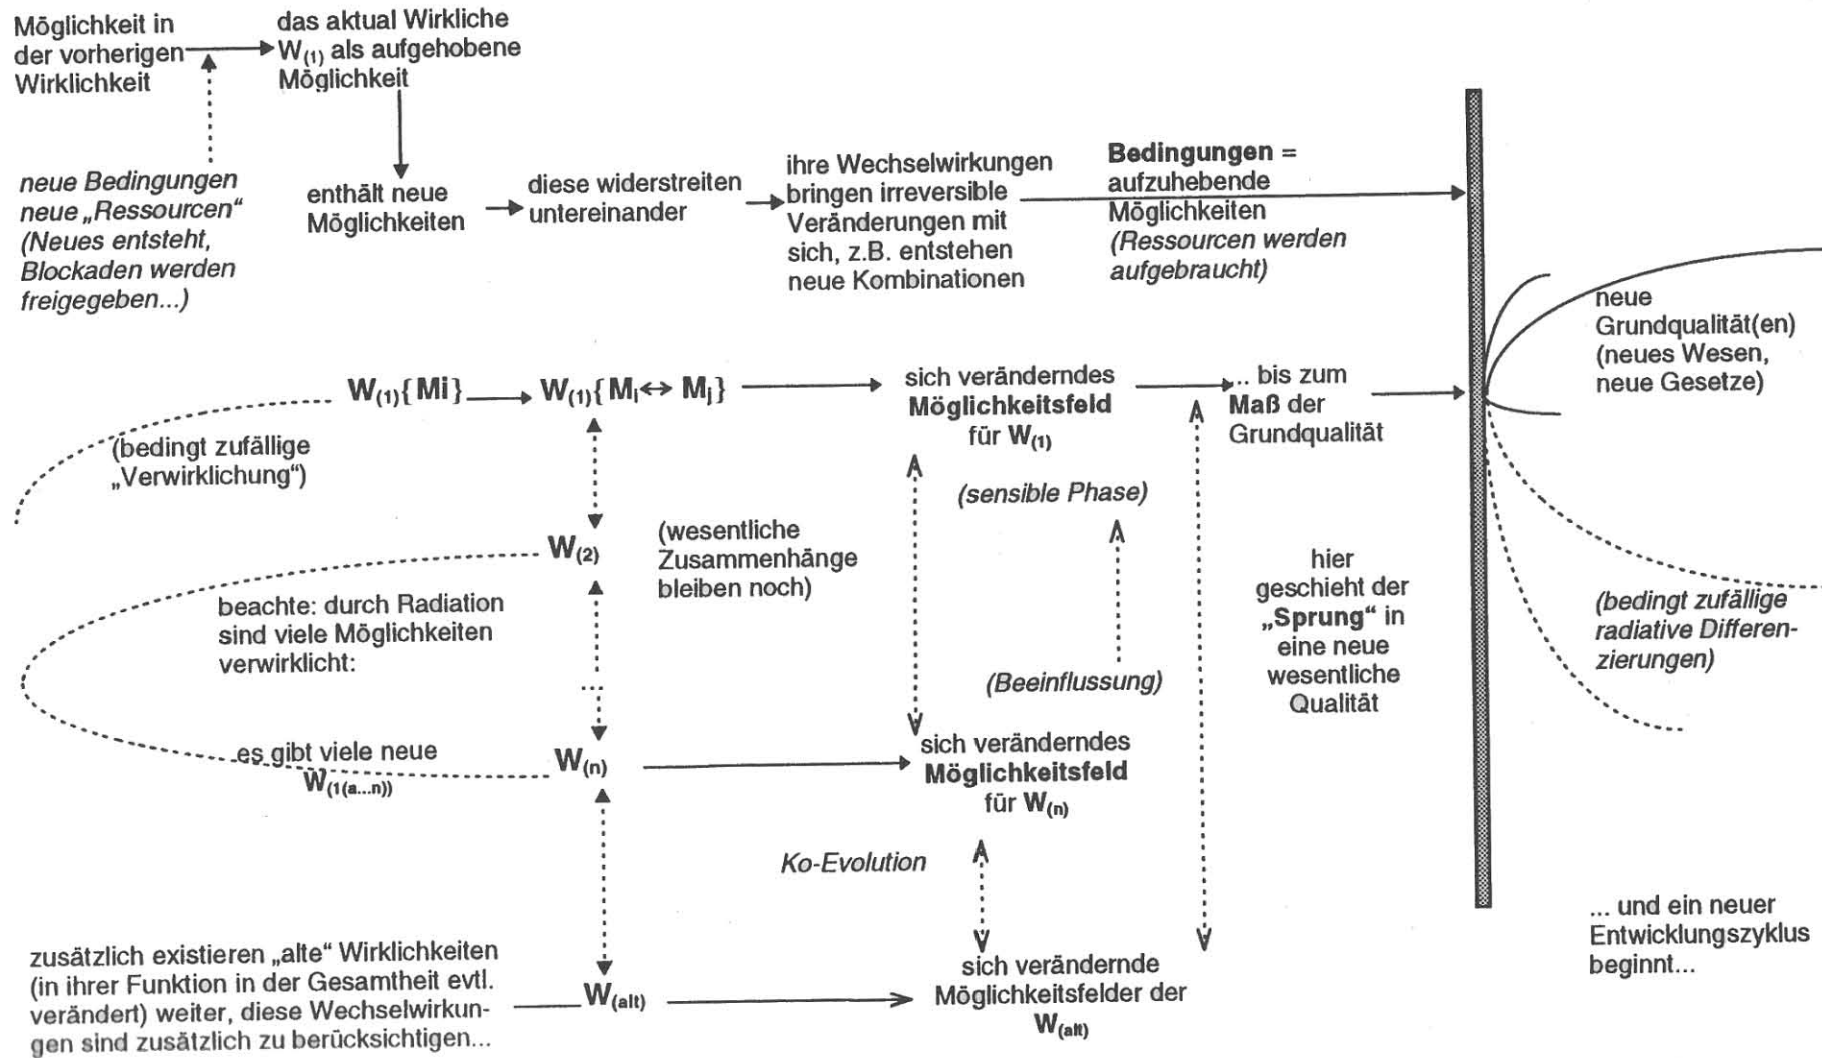 Möglichkeit in
der vorherigen
Wirklichkeit
das aktual Wirkliche
W(1) als aufgehobene
Möglichkeit
neue Bedingungen
neue „Ressourcen“
(Neues entsteht,
Blockaden werden
freigegeben...)
enthält neue
Möglichkeiten
diese widerstreiten
untereinander
ihre Wechselwirkungen
bringen irreversible
Veränderungen mit
sich, z.B. entstehen
neue Kombinationen
Bedingungen =
aufzuhebende
Möglichkeiten
(Ressourcen werden
aufgebraucht)
neue
Grundqualität(en)
(neues Wesen,
neue Gesetze)
W(1){Mi}
W(1){Mi↔ Mj}
sich veränderndes
Möglichkeitsfeld
für W(1)
... bis zum
Maß der
Grundqualität
(bedingt zufällige
„Verwirklichung“)
(sensible Phase)
W(2)
(wesentliche
Zusammenhänge
bleiben noch)
hier
geschieht der
„Sprung“ in
eine neue
wesentliche
Qualität
beachte: durch Radiation
sind viele Möglichkeiten
verwirklicht:
...
(Beeinflussung)
(bedingt zufällige
radiative Differen-
zierungen)
es gibt viele neue
W(1(a...n))
W(n)
sich veränderndes
Möglichkeitsfeld
für W(n)
Ko-Evolution
... und ein neuer
Entwicklungszyklus
beginnt...
zusätzlich existieren „alte“ Wirklichkeiten
(in ihrer Funktion in der Gesamtheit evtl.
verändert) weiter, diese Wechselwirkun-
gen sind zusätzlich zu berücksichtigen...
W(alt)
sich verändernde
Möglichkeitsfelder der
W(alt)